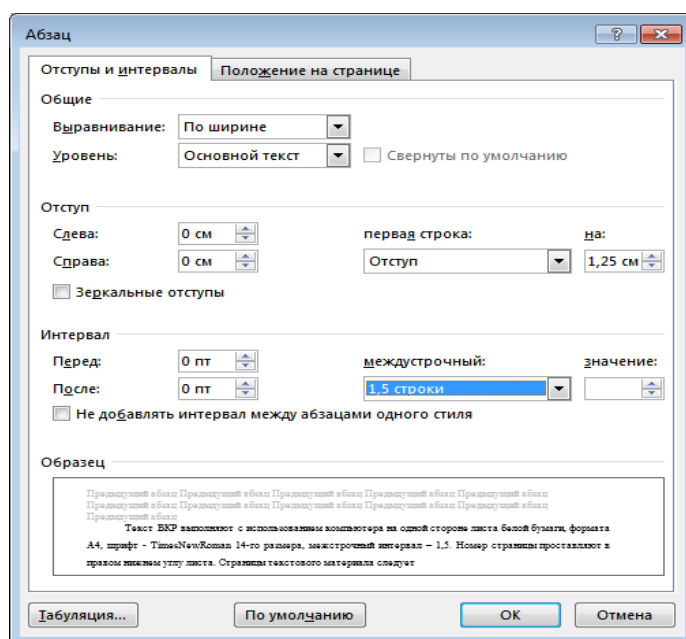 Абзац
Отступы и интервалы Положение на странице
Общие
Выравнивание: По ширине
Уровень: Основной текст Свернуты по умолчанию
Отступ
Слева: 0 см первая строка: на:
Справа: 0 см Отступ 1,25 см
Зеркальные отступы
Интервал
Перед: 0 пт междустрочный: значение:
После: 0 пт 1,5 строки
Не добавлять интервал между абзацами одного стиля
Образец
Предыдущий абзац Предыдущий абзац Предыдущий абзац Предыдущий абзац Предыдущий абзац
Предыдущий абзац Предыдущий абзац Предыдущий абзац Предыдущий абзац Предыдущий абзац
Предыдущий абзац
Текст ВКР выполняют с использованием компьютера на одной стороне листа белой бумаги, формата
А4, шрифт - TimesNewRoman 14-го размера, межстрочный интервал – 1,5. Номер страницы проставляют в
правом нижнем углу листа. Страницы текстового материала следует
Табуляция... По умолчанию ОК Отмена